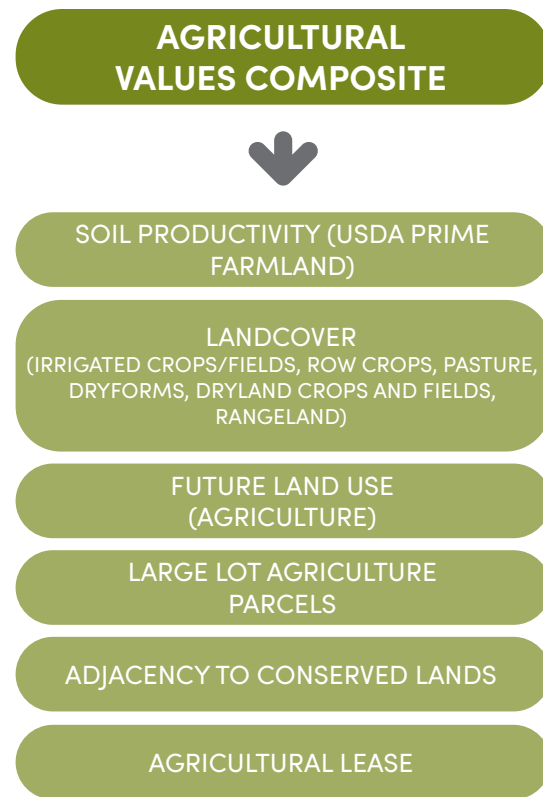 AGRICULTURAL
VALUES COMPOSITE
SOIL PRODUCTIVITY (USDA PRIME
FARMLAND)
LANDCOVER
(IRRIGATED CROPS/FIELDS, ROW CROPS, PASTURE,
DRYFORMS, DRYLAND CROPS AND FIELDS,
RANGELAND)
FUTURE LAND USE
(AGRICULTURE)
LARGE LOT AGRICULTURE
PARCELS
ADJACENCY TO CONSERVED LANDS
AGRICULTURAL LEASE